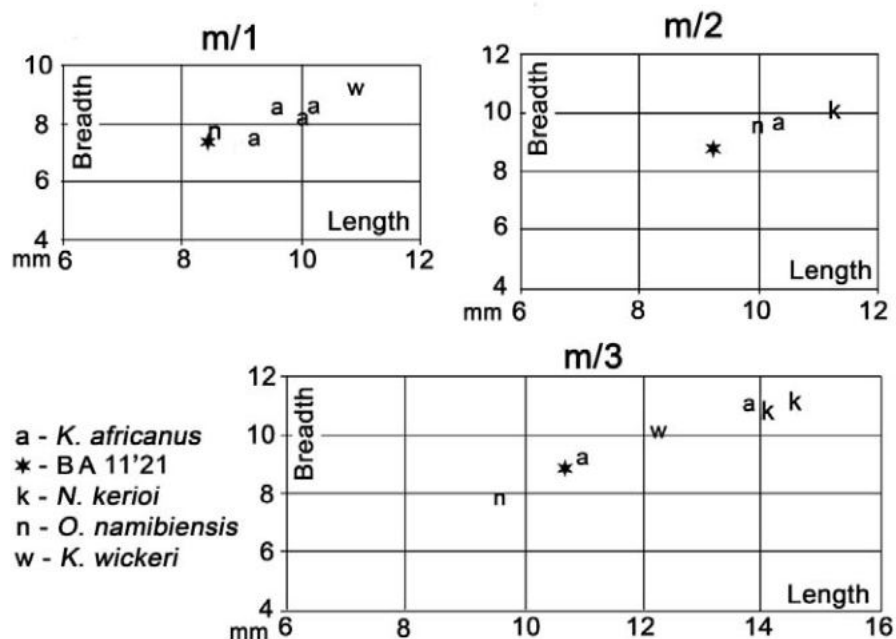 m/1
10
8
6
4
Breadth
n
a
a
a
a
w
Length
mm 6
8
10
12
m/2
12
10
8
6
4
Breadth
n
a
k
Length
mm 6
8
10
12
m/3
12
10
8
6
4
Breadth
n
a
w
a
k
k
Length
mm 6
8
10
12
14
16
a - K. africanus
✶ - BA 11'21
k - N. kerioi
n - O. namibiensis
w - K. wickeri